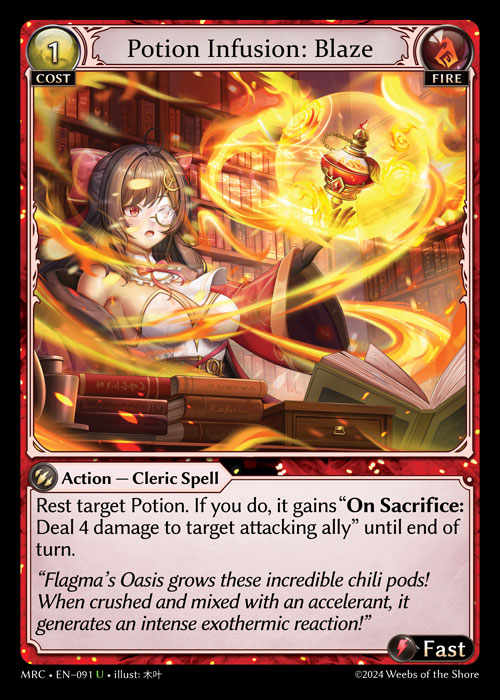 1
Potion Infusion: Blaze
COST
FIRE
Action — Cleric Spell
Rest target Potion. If you do, it gains “On Sacrifice:
Deal 4 damage to target attacking ally” until end of
turn.
“Flagma’s Oasis grows these incredible chili pods!
When crushed and mixed with an accelerant, it
generates an intense exothermic reaction!”
Fast
MRC • EN–091 U • illust: 木叶
©2024 Weebs of the Shore